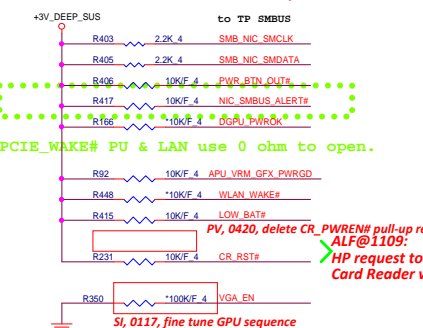 +3V_DEEP_SUS
to TP SMBUS
R403 2.2K_4 SMB_NIC_SMCLK
R405 2.2K_4 SMB_NIC_SMDATA
R406 10K/F_4 PWR_BTN_OUT#
R417 10K/F_4 NIC_SMBUS_ALERT#
R166 *10K/F_4 DGPU_PWROK
PCIE_WAKE# PU & LAN use 0 ohm to open.
R92 10K/F_4 APU_VRM_GFX_PWRGD
R448 *10K/F_4 WLAN_WAKE#
R415 10K/F_4 LOW_BAT#
PV, 0420, delete CR_PWREN# pull-up re
ALF@1109:
HP request to
R231 10K/F_4 CR_RST#
Card Reader
R350 *100K/F_4 VGA_EN
SI, 0117, fine tune GPU sequence